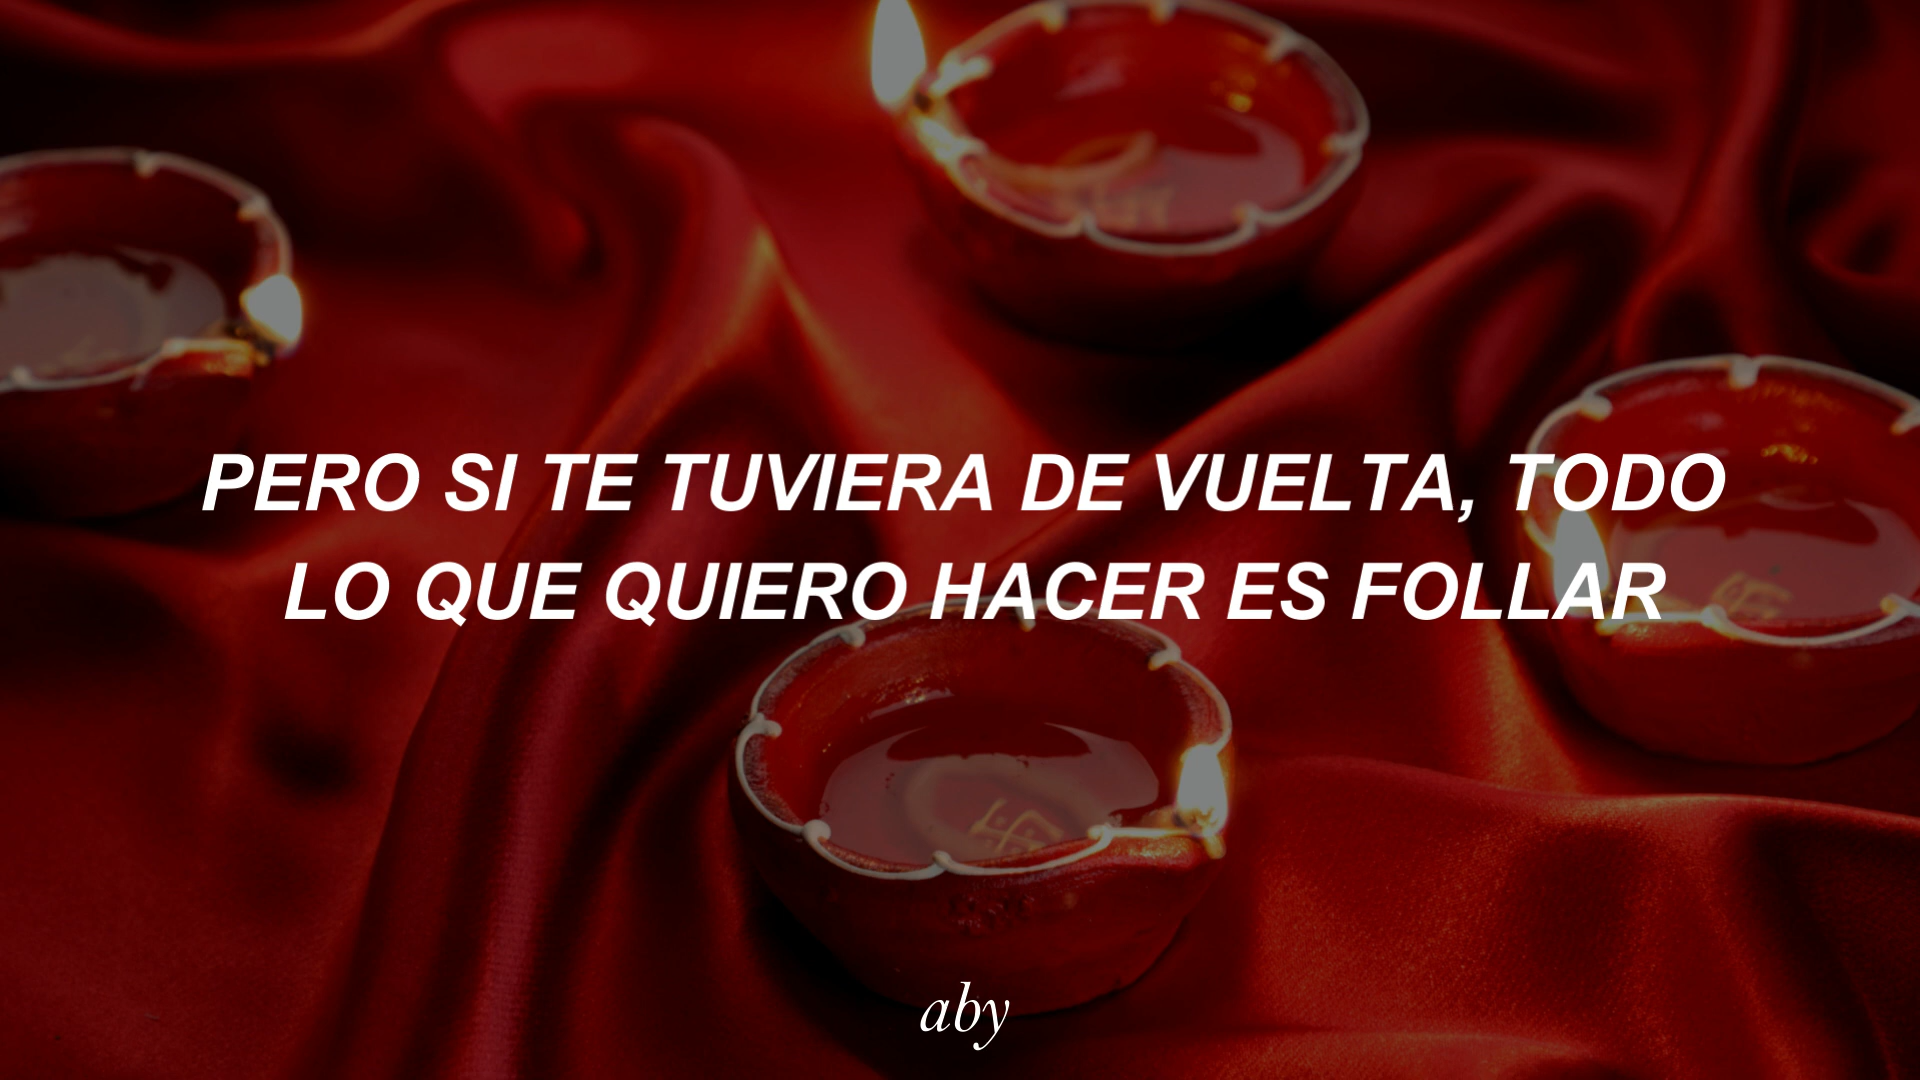 PERO SI TE TUVIERA DE VUELTA, TODO
LO QUE QUIERO HACER ES FOLLAR
aby